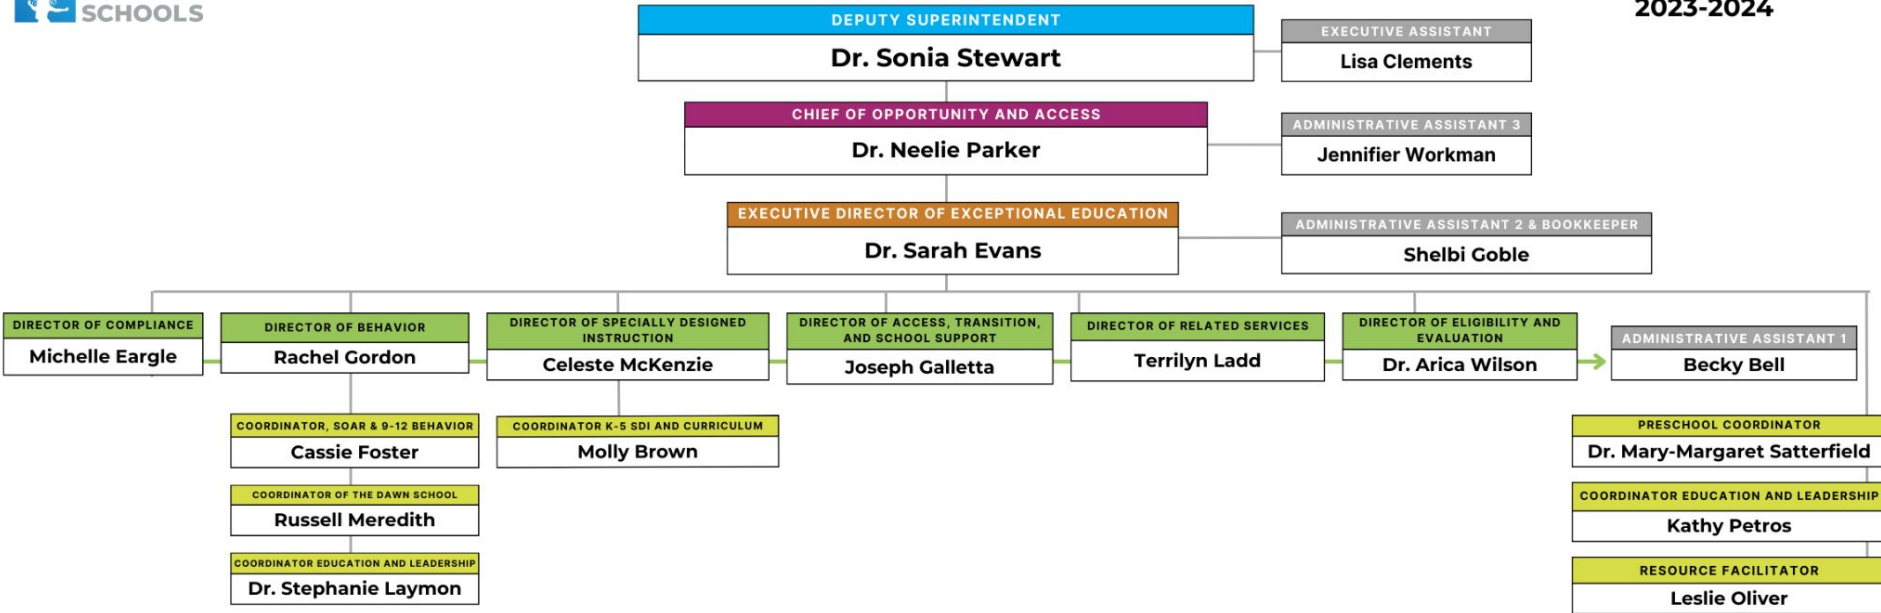 SCHOOLS
2023-2024
DEPUTY SUPERINTENDENT
Dr. Sonia Stewart
EXECUTIVE ASSISTANT
Lisa Clements
CHIEF OF OPPORTUNITY AND ACCESS
Dr. Neelie Parker
ADMINISTRATIVE ASSISTANT 3
Jennifier Workman
EXECUTIVE DIRECTOR OF EXCEPTIONAL EDUCATION
Dr. Sarah Evans
ADMINISTRATIVE ASSISTANT 2 & BOOKKEEPER
Shelbi Goble
DIRECTOR OF COMPLIANCE
Michelle Eargle
DIRECTOR OF BEHAVIOR
Rachel Gordon
DIRECTOR OF SPECIALLY DESIGNED
INSTRUCTION
Celeste McKenzie
DIRECTOR OF ACCESS, TRANSITION,
AND SCHOOL SUPPORT
Joseph Galletta
DIRECTOR OF RELATED SERVICES
Terrilyn Ladd
DIRECTOR OF ELIGIBILITY AND
EVALUATION
Dr. Arica Wilson
ADMINISTRATIVE ASSISTANT 1
Becky Bell
COORDINATOR, SOAR & 9-12 BEHAVIOR
Cassie Foster
COORDINATOR OF THE DAWN SCHOOL
Russell Meredith
COORDINATOR EDUCATION AND LEADERSHIP
Dr. Stephanie Laymon
COORDINATOR K-5 SDI AND CURRICULUM
Molly Brown
PRESCHOOL COORDINATOR
Dr. Mary-Margaret Satterfield
COORDINATOR EDUCATION AND LEADERSHIP
Kathy Petros
RESOURCE FACILITATOR
Leslie Oliver